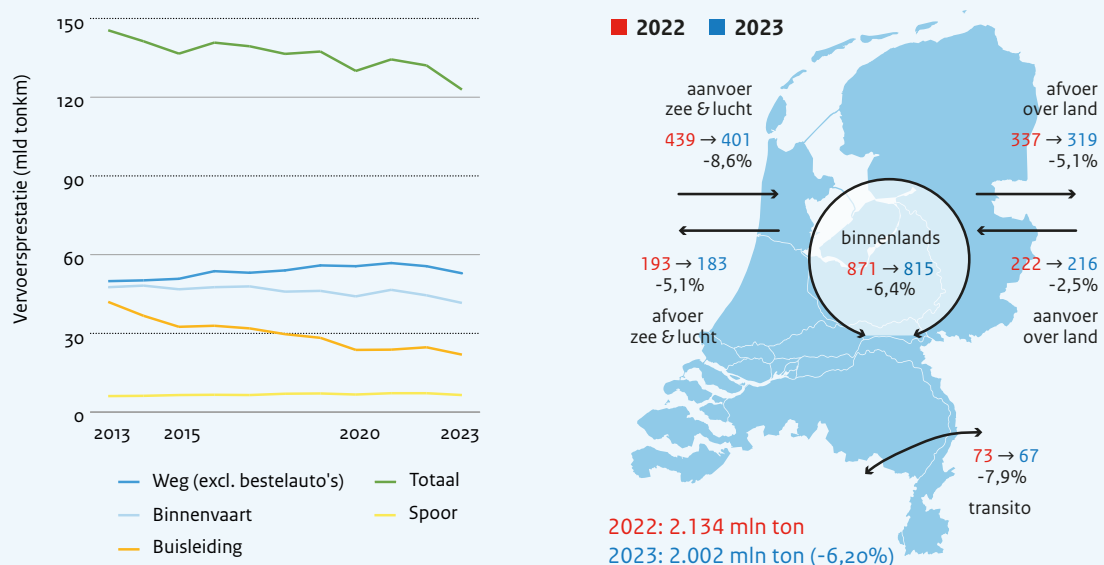 Vervoersprestatie (mld tonkm)
150
120
90
60
30
0
2013
2015
2020
2023
Weg (excl. bestelauto's)
Binnenvaart
Buisleiding
Totaal
Spoor
2022
2023
aanvoer
zee & lucht
439 → 401
-8,6%
afvoer
over land
337 → 319
-5,1%
binnenlands
871 → 815
-6,4%
193 → 183
-5,1%
afvoer
zee & lucht
222 → 216
-2,5%
aanvoer
over land
73 → 67
-7,9%
transito
2022: 2.134 mln ton
2023: 2.002 mln ton (-6,20%)